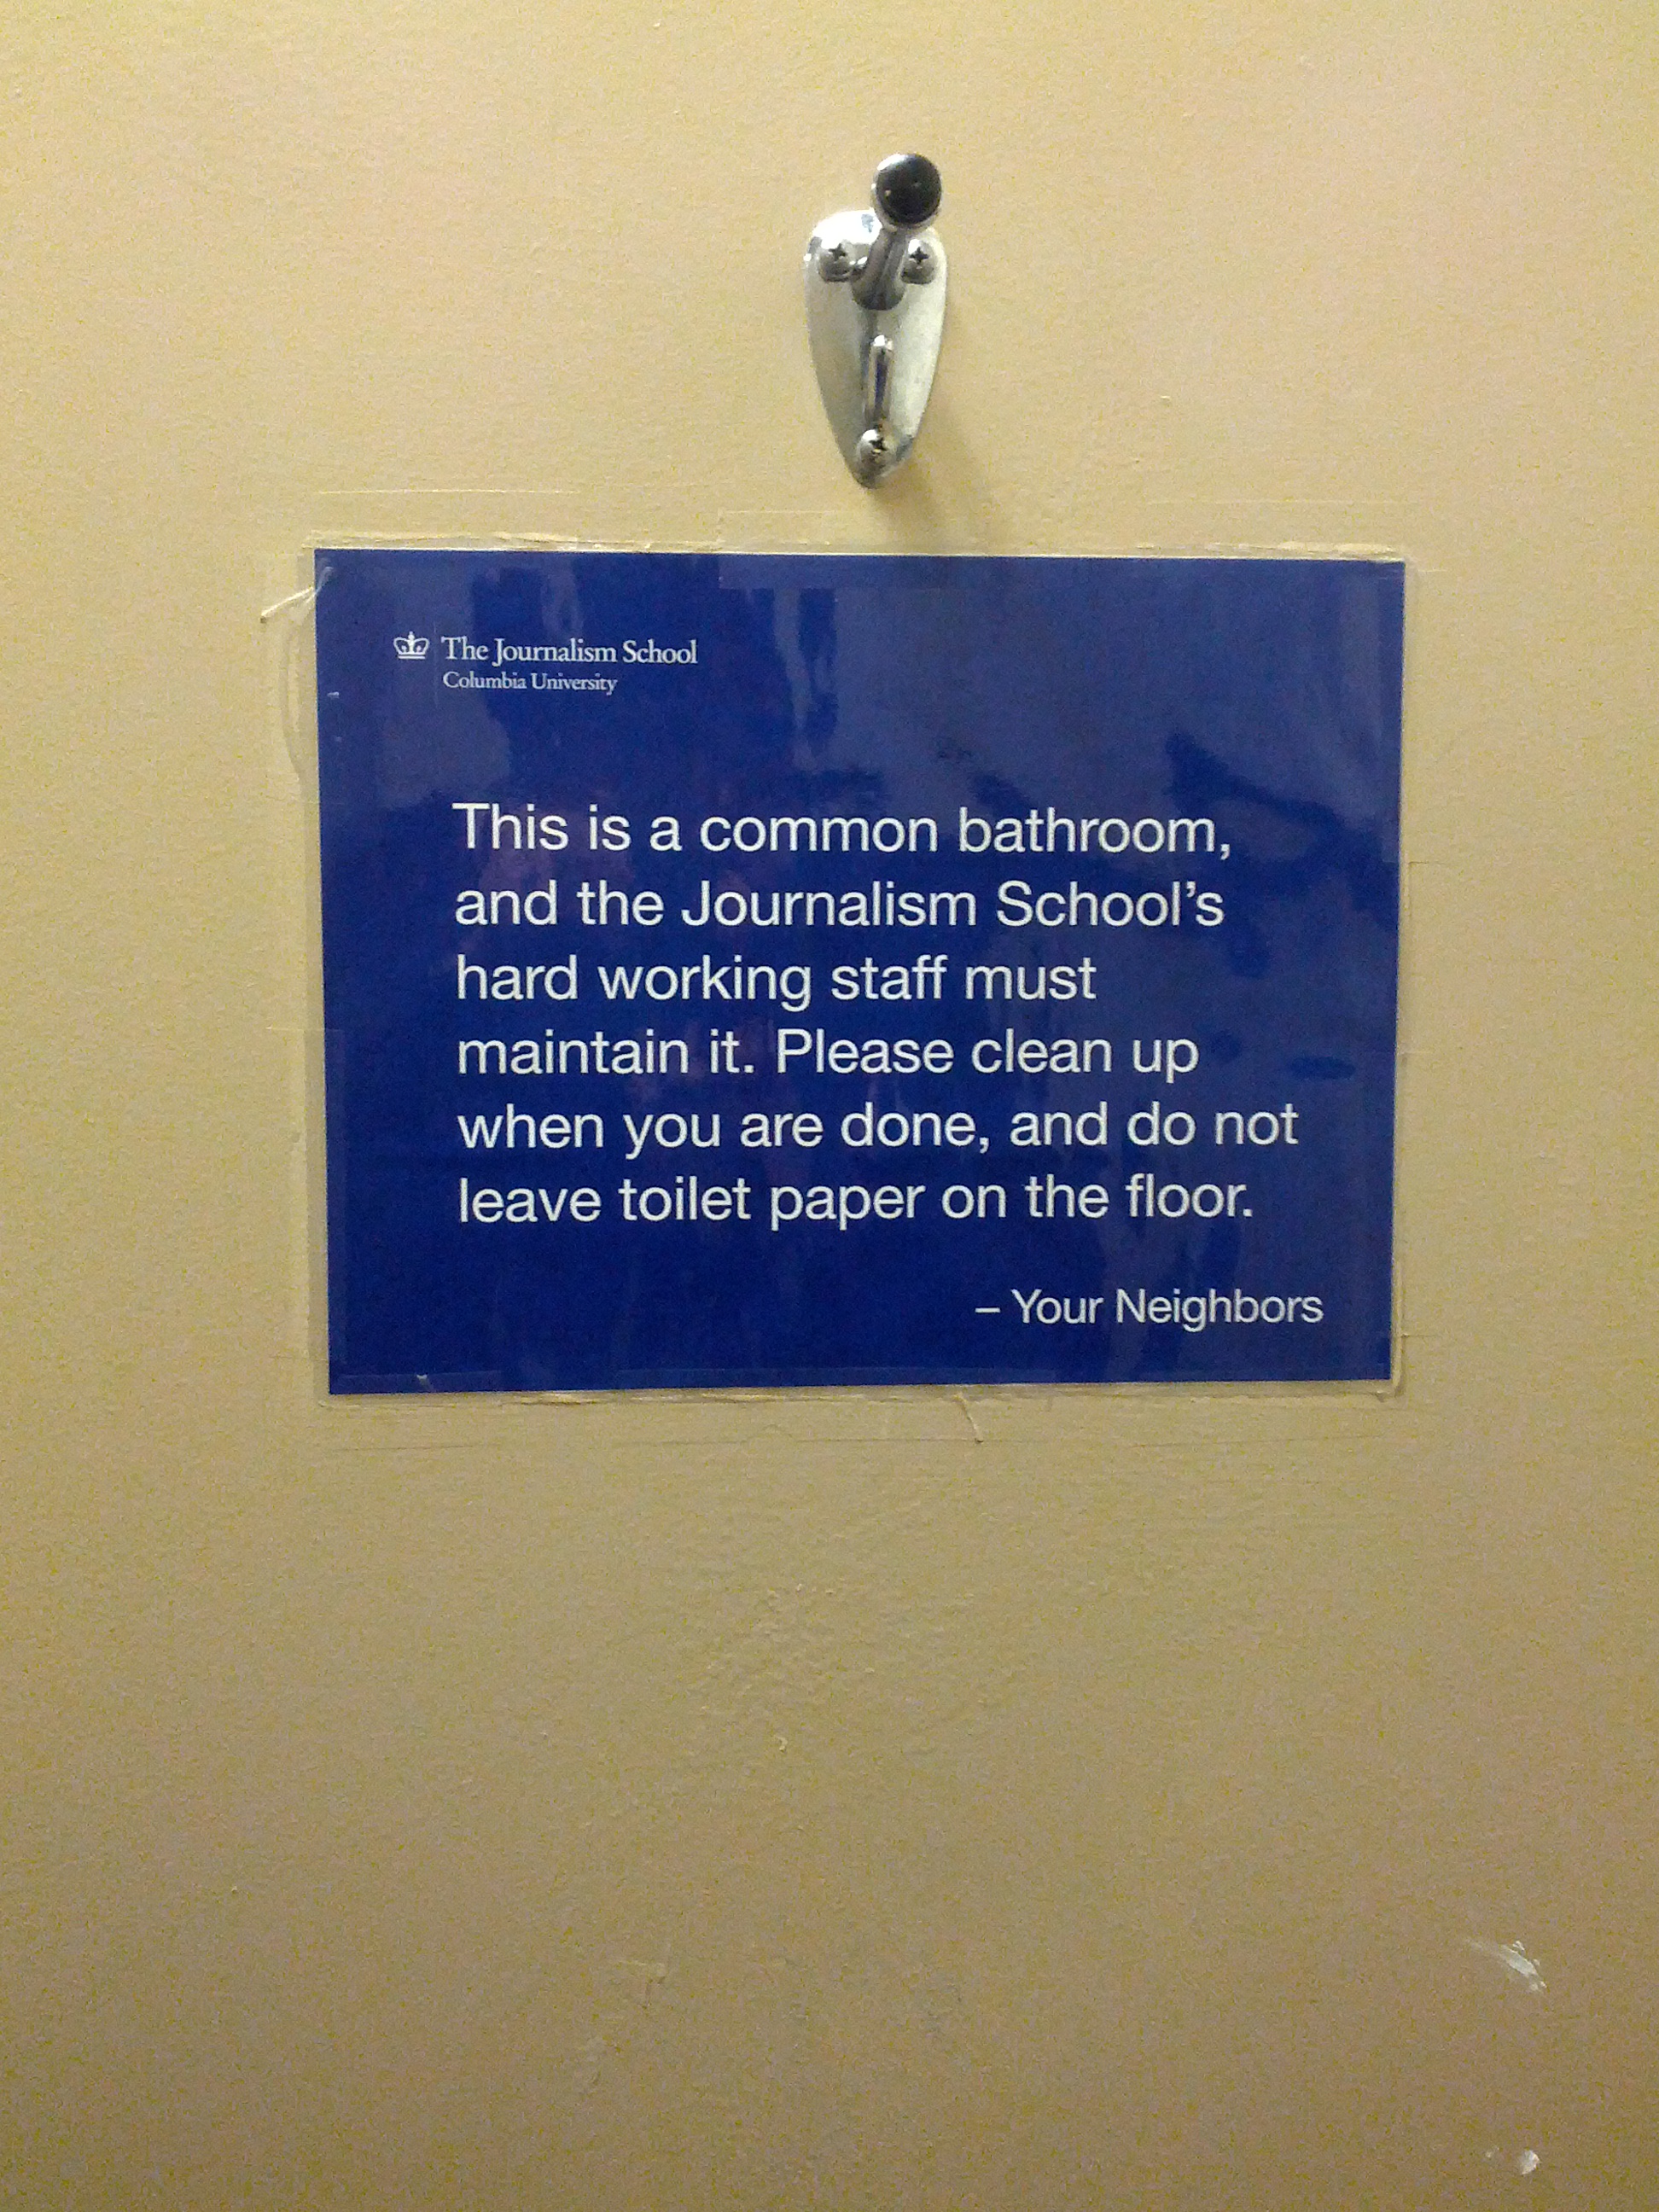 The Journalism School
Columbia University
This is a common bathroom,
and the Journalism School’s
hard working staff must
maintain it. Please clean up
when you are done, and do not
leave toilet paper on the floor.
– Your Neighbors